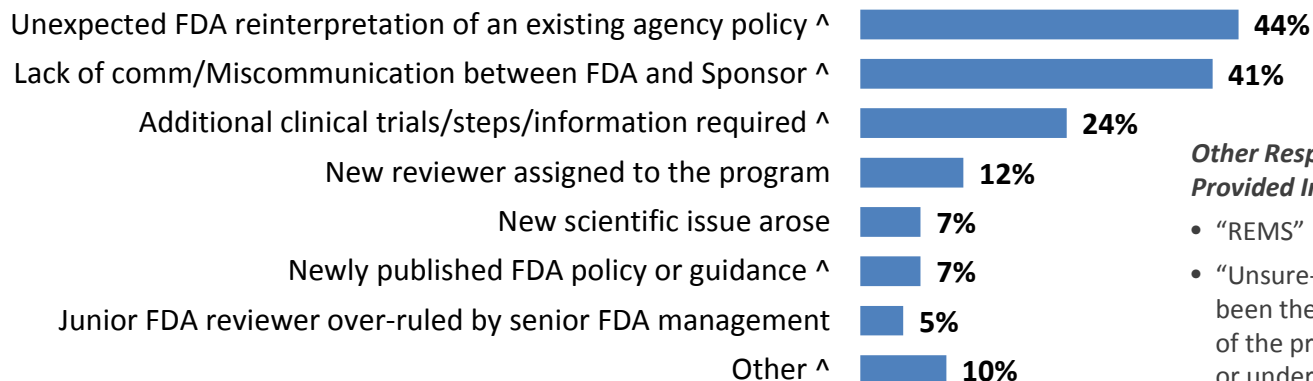 Unexpected FDA reinterpretation of an existing agency policy ^ 44%
Lack of comm/Miscommunication between FDA and Sponsor ^ 41%
Additional clinical trials/steps/information required ^ 24%
New reviewer assigned to the program 12%
New scientific issue arose 7%
Newly published FDA policy or guidance ^ 7%
Junior FDA reviewer over-ruled by senior FDA management 5%
Other ^ 10%
Other
Provided
• “REMS”
• “Unsure-
been the
of the
or